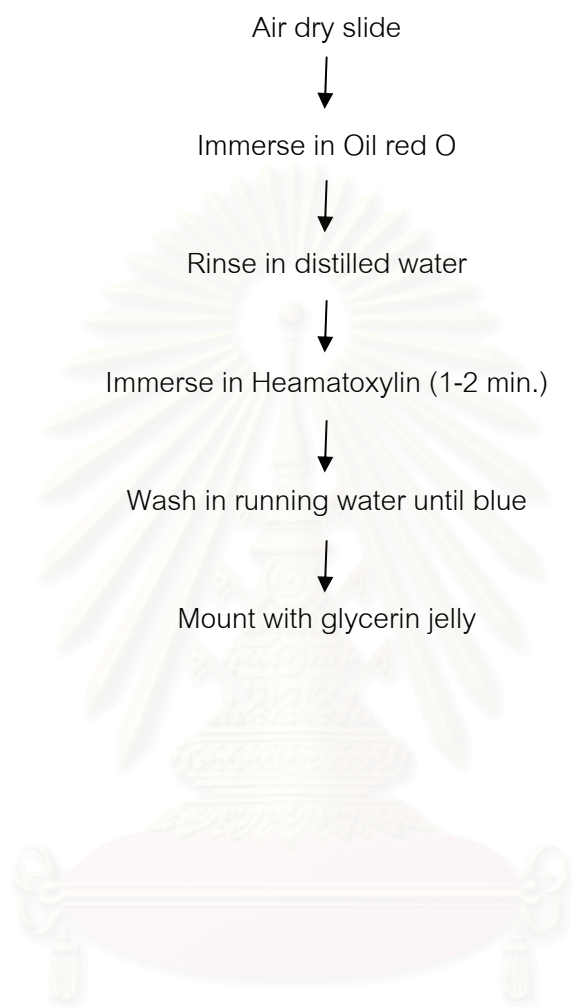 Air dry slide
Immerse in Oil red O
Rinse in distilled water
Immerse in Heamatoxylin (1-2 min.)
Wash in running water until blue
Mount with glycerin jelly